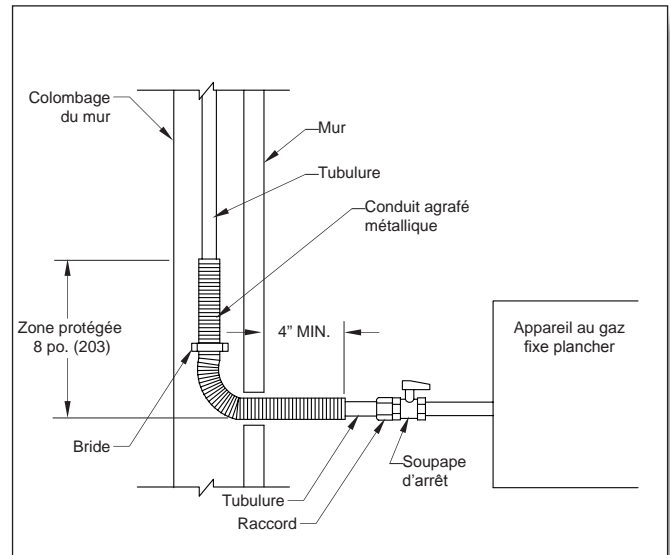 Colombage
du mur
Mur
Tubulure
Conduit agrafé
métallique
Zone protégée
8 po. (203)
4” MIN.
Appareil au gaz
fixe plancher
Bride
Soupape
d’arrêt
Tubulure
Raccord